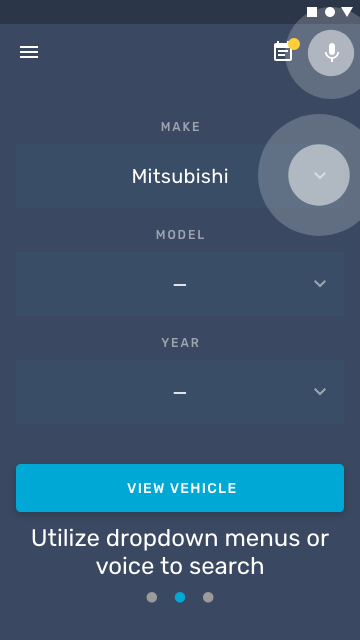 MAKE
Mitsubishi
MODEL
—
YEAR
—
VIEW VEHICLE
Utilize dropdown menus or
voice to search